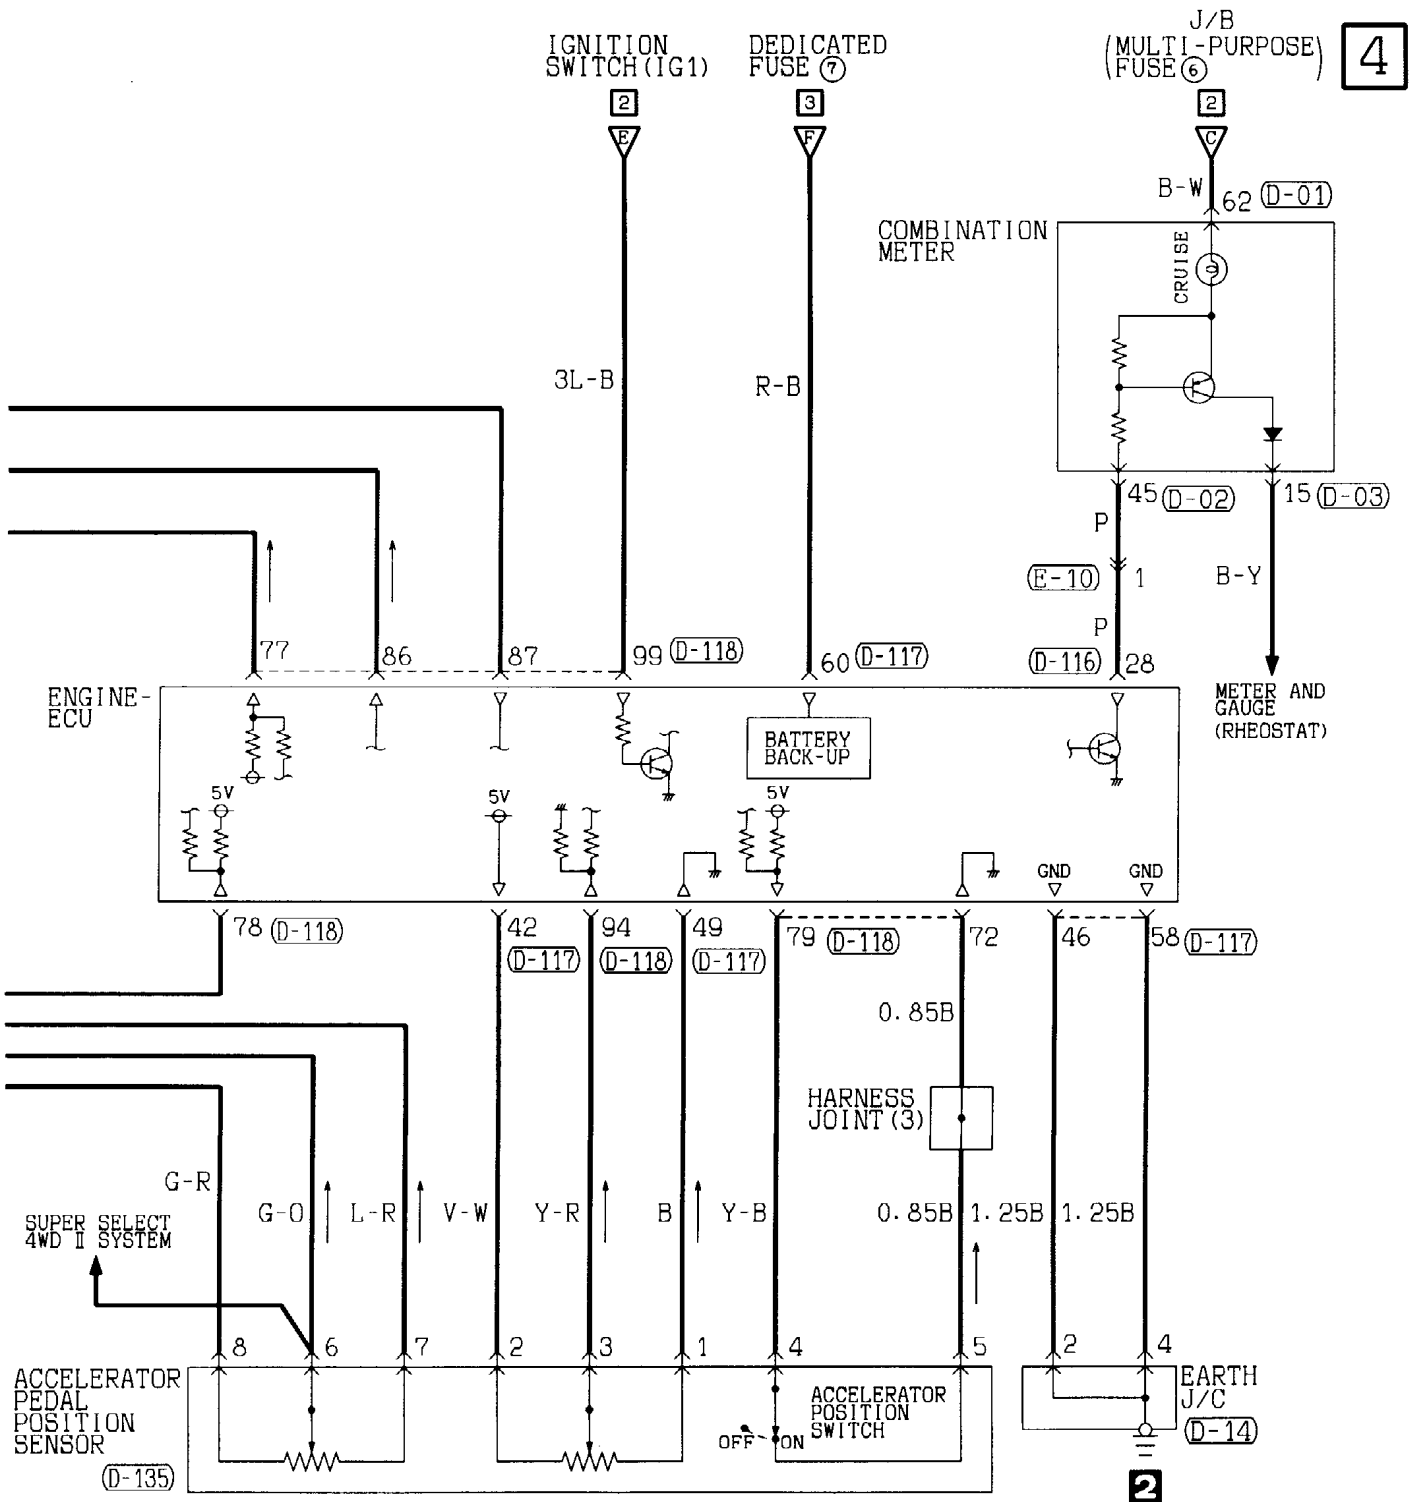 IGNITION
SWITCH(IG1)
2
E
DEDICATED
FUSE ⑦
3
F
J/B
(MULTI-PURPOSE)
FUSE ⑥
2
C
4
B-W
62 D-01
COMBINATION
METER
CRUISE
3L-B
R-B
45 D-02
15 D-03
P
E-10 1
B-Y
P
77
86
87
99 D-118
60 D-117
D-116 28
METER AND
GAUGE
(RHEOSTAT)
ENGINE-
ECU
BATTERY
BACK-UP
5V
5V
5V
GND
GND
78 D-118
42
D-117
94
D-118
49
D-117
79 D-118
72
46
58 D-117
0.85B
HARNESS
JOINT(3)
G-R
G-O
L-R
V-W
Y-R
B
Y-B
0.85B
1.25B
1.25B
SUPER SELECT
4WD Ⅱ SYSTEM
8
6
7
2
3
1
4
5
2
4
ACCELERATOR
PEDAL
POSITION
SENSOR
D-135
ACCELERATOR
POSITION
SWITCH
OFF
ON
EARTH
J/C
D-14
2